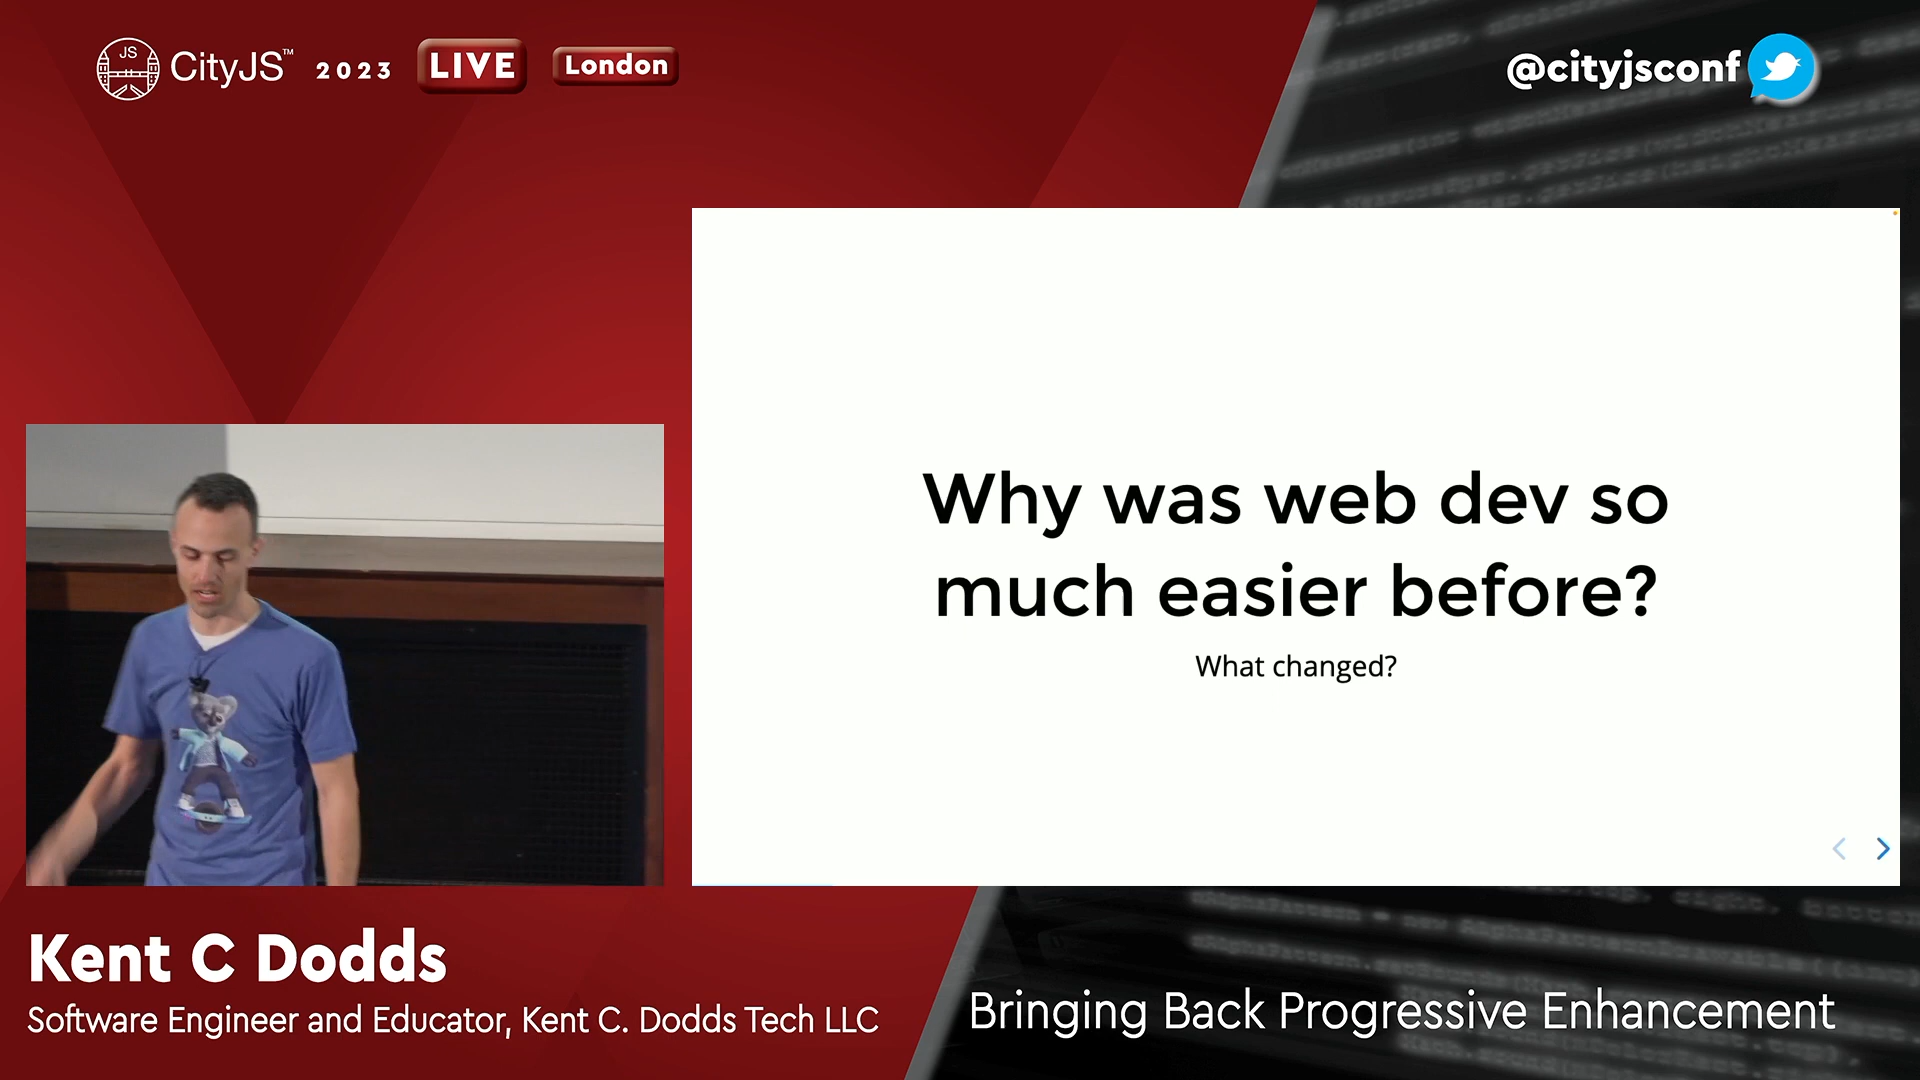 JS
CityJS™ 2023 LIVE London
@cityjsconf
Why was web dev so
much easier before?
What changed?
Kent C Dodds
Software Engineer and Educator, Kent C. Dodds Tech LLC
Bringing Back Progressive Enhancement